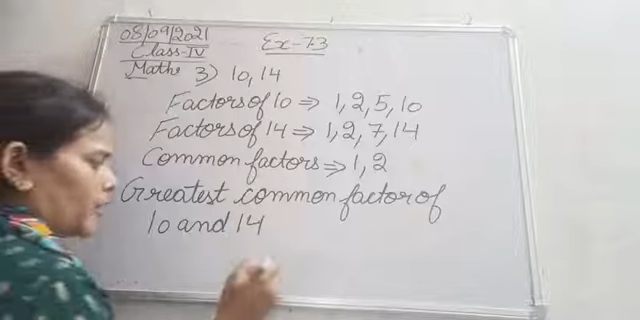 08/09/2021
Ex-7.3
Class-IV
Maths 3) 10, 14
Factors of 10 ⇒ 1, 2, 5, 10
Factors of 14 ⇒ 1, 2, 7, 14
Common factors ⇒ 1, 2
Greatest common factor of
10 and 14